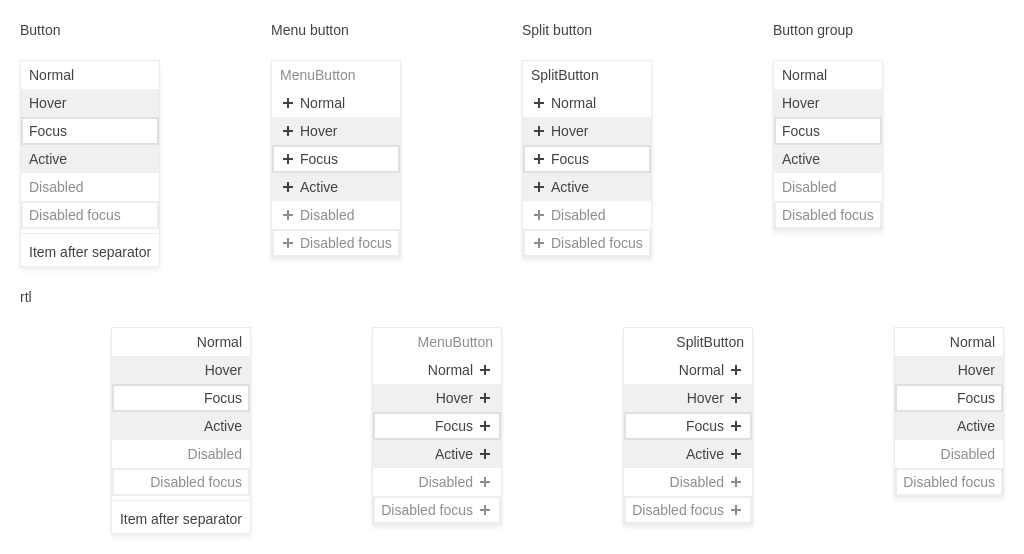 Button
Normal
Hover
Focus
Active
Disabled
Disabled focus
Item after separator
Menu button
MenuButton
Normal
Hover
Focus
Active
Disabled
Disabled focus
Split button
SplitButton
Normal
Hover
Focus
Active
Disabled
Disabled focus
Button group
Normal
Hover
Focus
Active
Disabled
Disabled focus
rtl
Normal
Hover
Focus
Active
Disabled
Disabled focus
Item after separator
MenuButton
Normal
Hover
Focus
Active
Disabled
Disabled focus
SplitButton
Normal
Hover
Focus
Active
Disabled
Disabled focus
Normal
Hover
Focus
Active
Disabled
Disabled focus